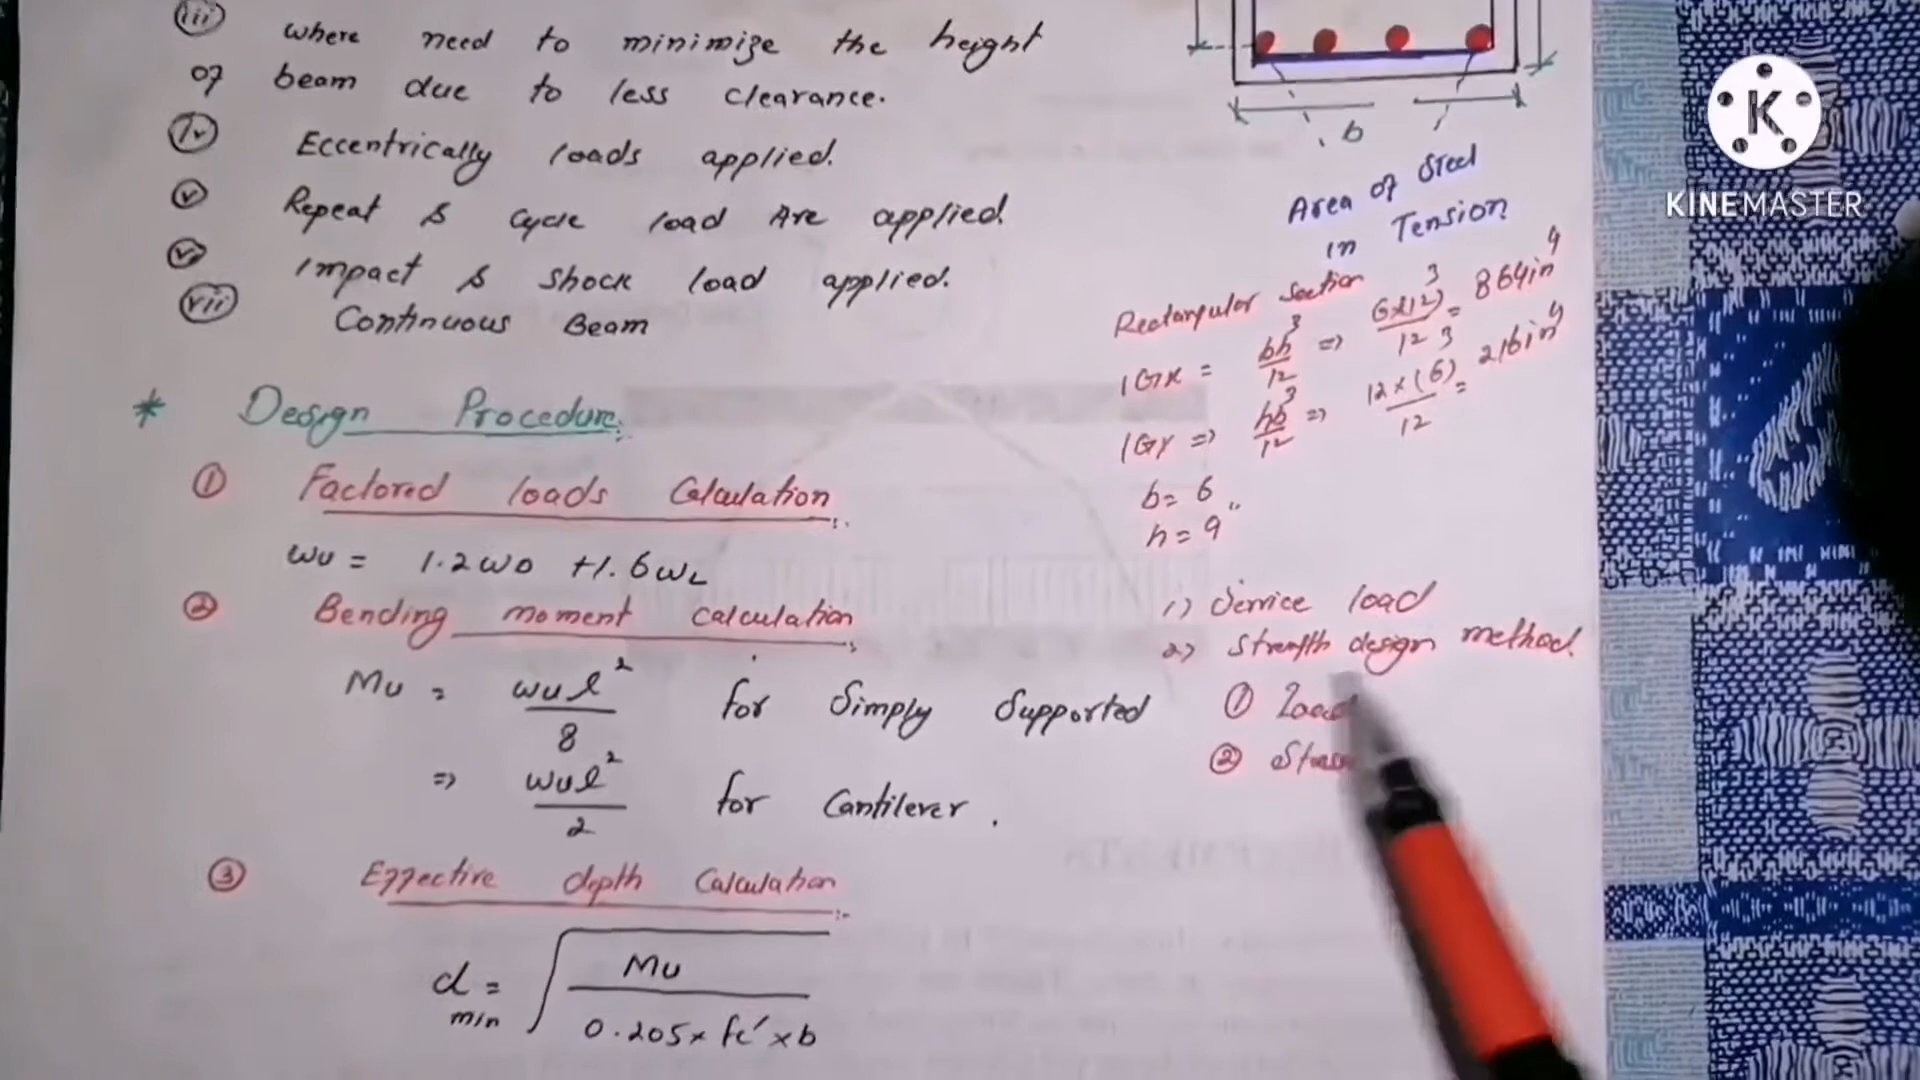 (iii) where need to minimize the height
of beam due to less clearance.
(iv) Eccentrically loads applied.
(v) Repeat & Cycle load Are applied.
(v) Impact & Shock load applied.
(vii) Continuous Beam
* Design Procedure:
① Factored loads Calculation :-
wu = 1.2wD + 1.6wL
② Bending moment calculation :-
Mu = wul²/8 for Simply Supported
=> wul²/2 for Cantilever.
③ Effective depth Calculation :-
d min = √(Mu / 0.205 x fc' x b)
b
Area of Steel
in Tension
Rectangular Section
IGx = bh³/12 => 6x(12)³/12 = 864in⁴
IGy => hb³/12 => 12x(6)³/12 = 216in⁴
b= 6"
h= 9
1) Service load
2) Strength design method.
① Load
②
K
KINEMASTER